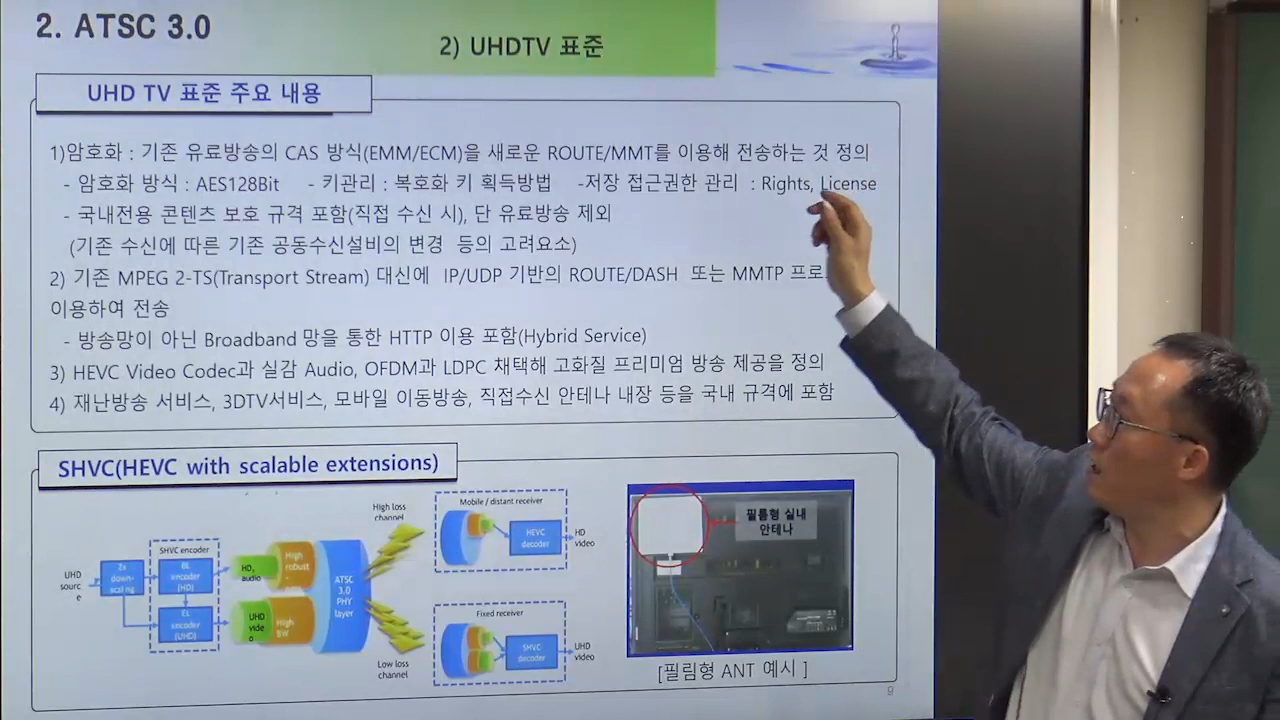 2. ATSC 3.0
2) UHDTV 표준
UHD TV 표준 주요 내용
1)암호화 : 기존 유료방송의 CAS 방식(EMM/ECM)을 새로운 ROUTE/MMT를 이용해 전송하는 것 정의
- 암호화 방식 : AES128Bit - 키관리 : 복호화 키 획득방법 -저장 접근권한 관리 : Rights, License
- 국내전용 콘텐츠 보호 규격 포함(직접 수신 시), 단 유료방송 제외
(기존 수신에 따른 기존 공동수신설비의 변경 등의 고려요소)
2) 기존 MPEG 2-TS(Transport Stream) 대신에 IP/UDP 기반의 ROUTE/DASH 또는 MMTP 프로
이용하여 전송
- 방송망이 아닌 Broadband 망을 통한 HTTP 이용 포함(Hybrid Service)
3) HEVC Video Codec과 실감 Audio, OFDM과 LDPC 채택해 고화질 프리미엄 방송 제공을 정의
4) 재난방송 서비스, 3DTV서비스, 모바일 이동방송, 직접수신 안테나 내장 등을 국내 규격에 포함
SHVC(HEVC with scalable extensions)
UHD
sourc
e
2x
down-
scaling
SHVC encoder
BL
encoder
(HD)
EL
encoder
(UHD)
HD,
audio
High
robust
UHD
vide
o
High
BW
ATSC
3.0
PHY
layer
High loss
channel
Low loss
channel
Mobile / distant receiver
HEVC
decoder
HD
video
Fixed receiver
SHVC
decoder
UHD
video
필름형 실내
안테나
[필림형 ANT 예시 ]
9